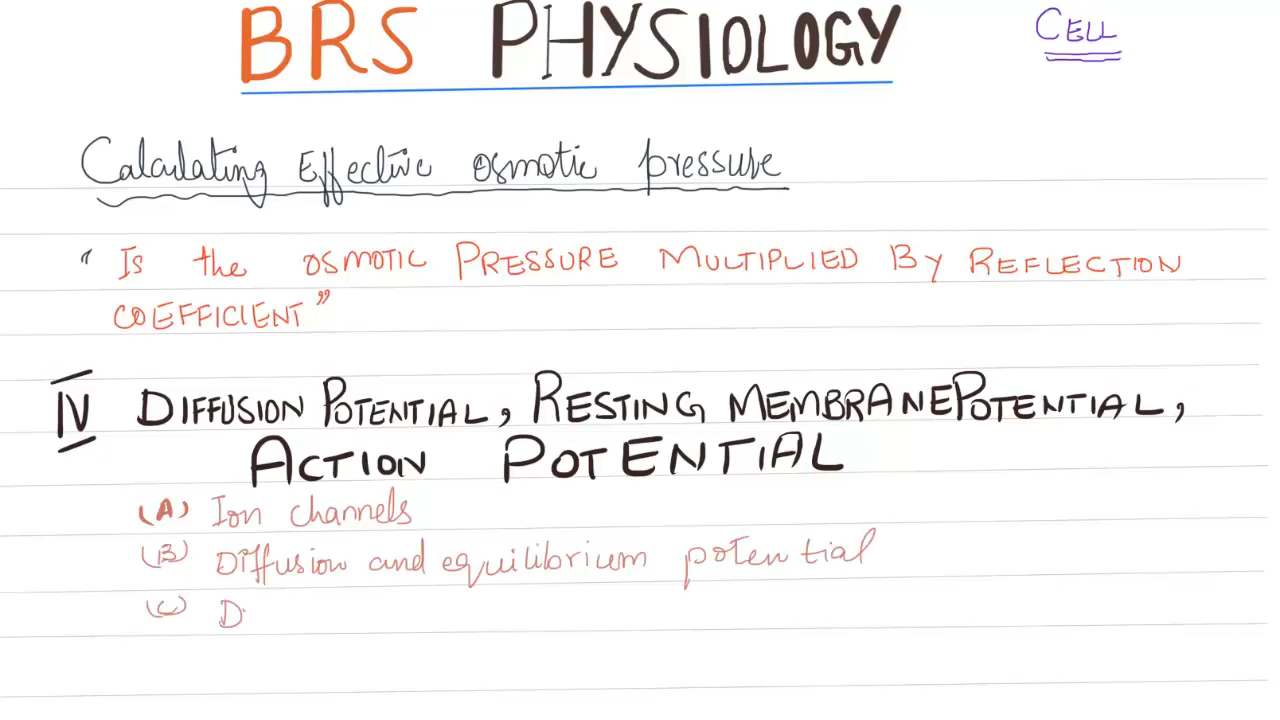 BRS PHYSIOLOGY
CELL
Calculating Effective osmotic pressure
" Is the OSMOTIC PRESSURE MULTIPLIED By REFLECTION
COEFFICIENT"
IV DIFFUSION POTENTIAL, RESTING MEMBRANE POTENTIAL,
ACTION POTENTIAL
(A) Ion channels
(B) Diffusion and equilibrium potential
(C) D